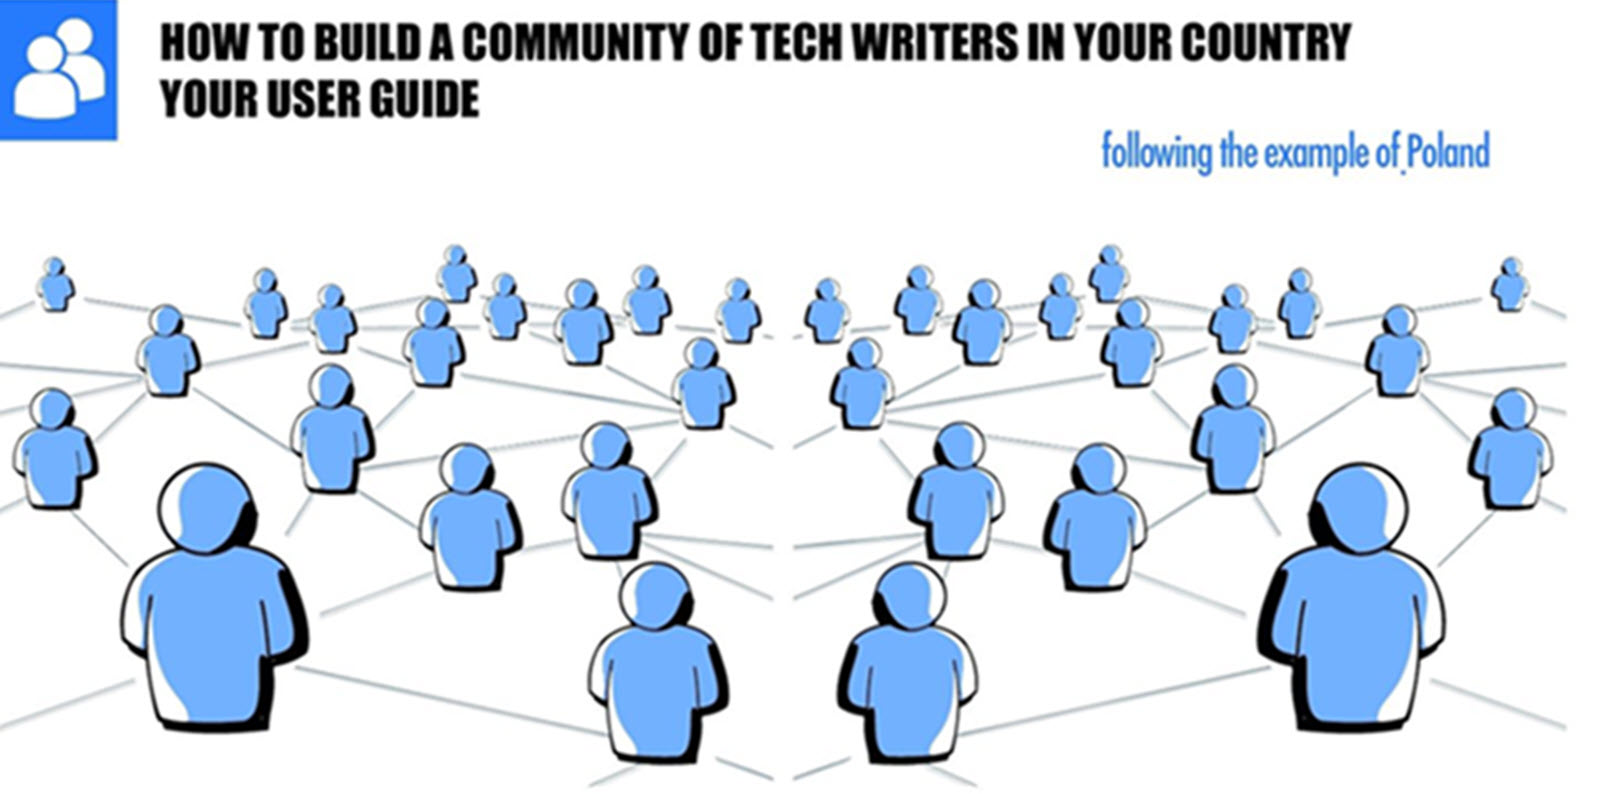 HOW TO BUILD A COMMUNITY OF TECH WRITERS IN YOUR COUNTRY
YOUR USER GUIDE
following the example of Poland